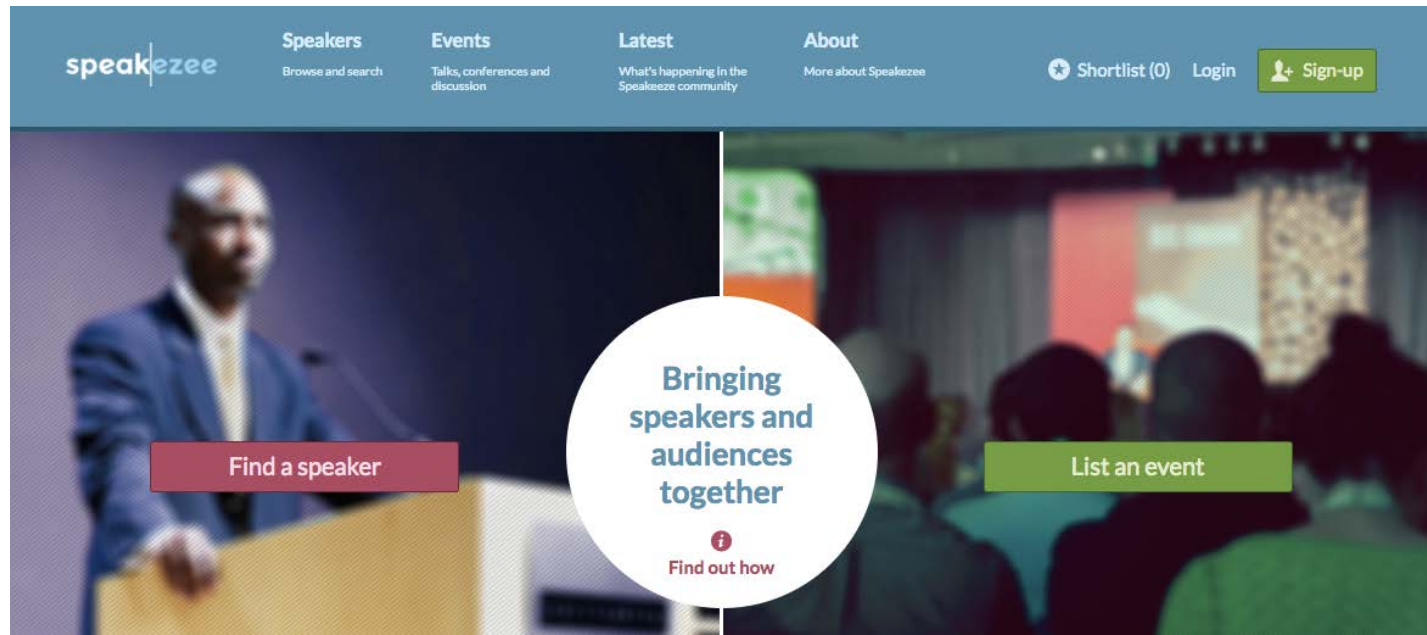 speakezee
Speakers
Browse and search
Events
Talks, conferences and
discussion
Latest
What's happening in the
Speakeeze community
About
More about Speakezee
Shortlist (0)
Login
Sign-up
Find a speaker
Bringing
speakers and
audiences
together
i
Find out how
List an event